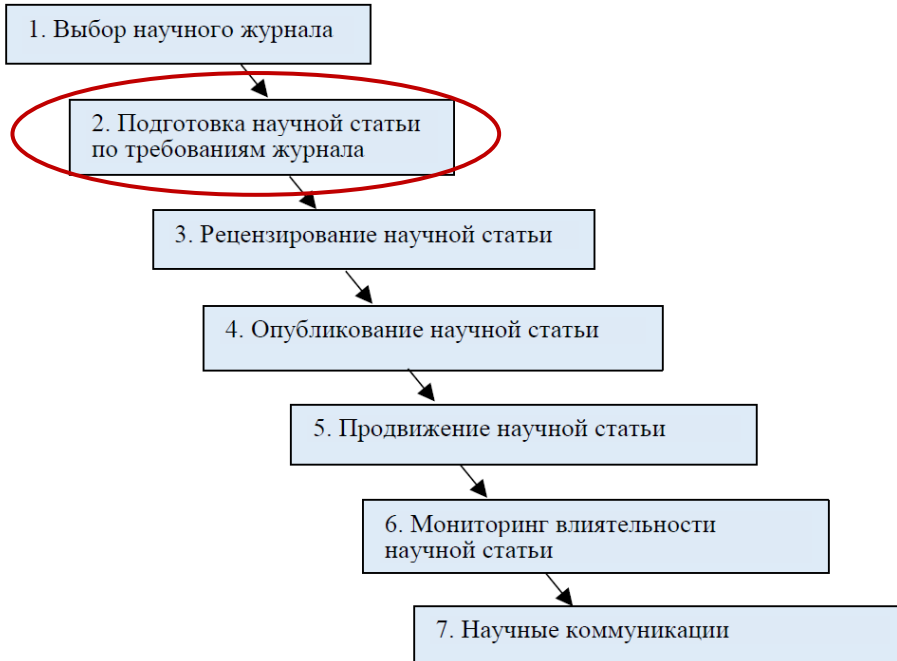 1. Выбор научного журнала
2. Подготовка научной статьи
по требованиям журнала
3. Рецензирование научной статьи
4. Опубликование научной статьи
5. Продвижение научной статьи
6. Мониторинг влиятельности
научной статьи
7. Научные коммуникации